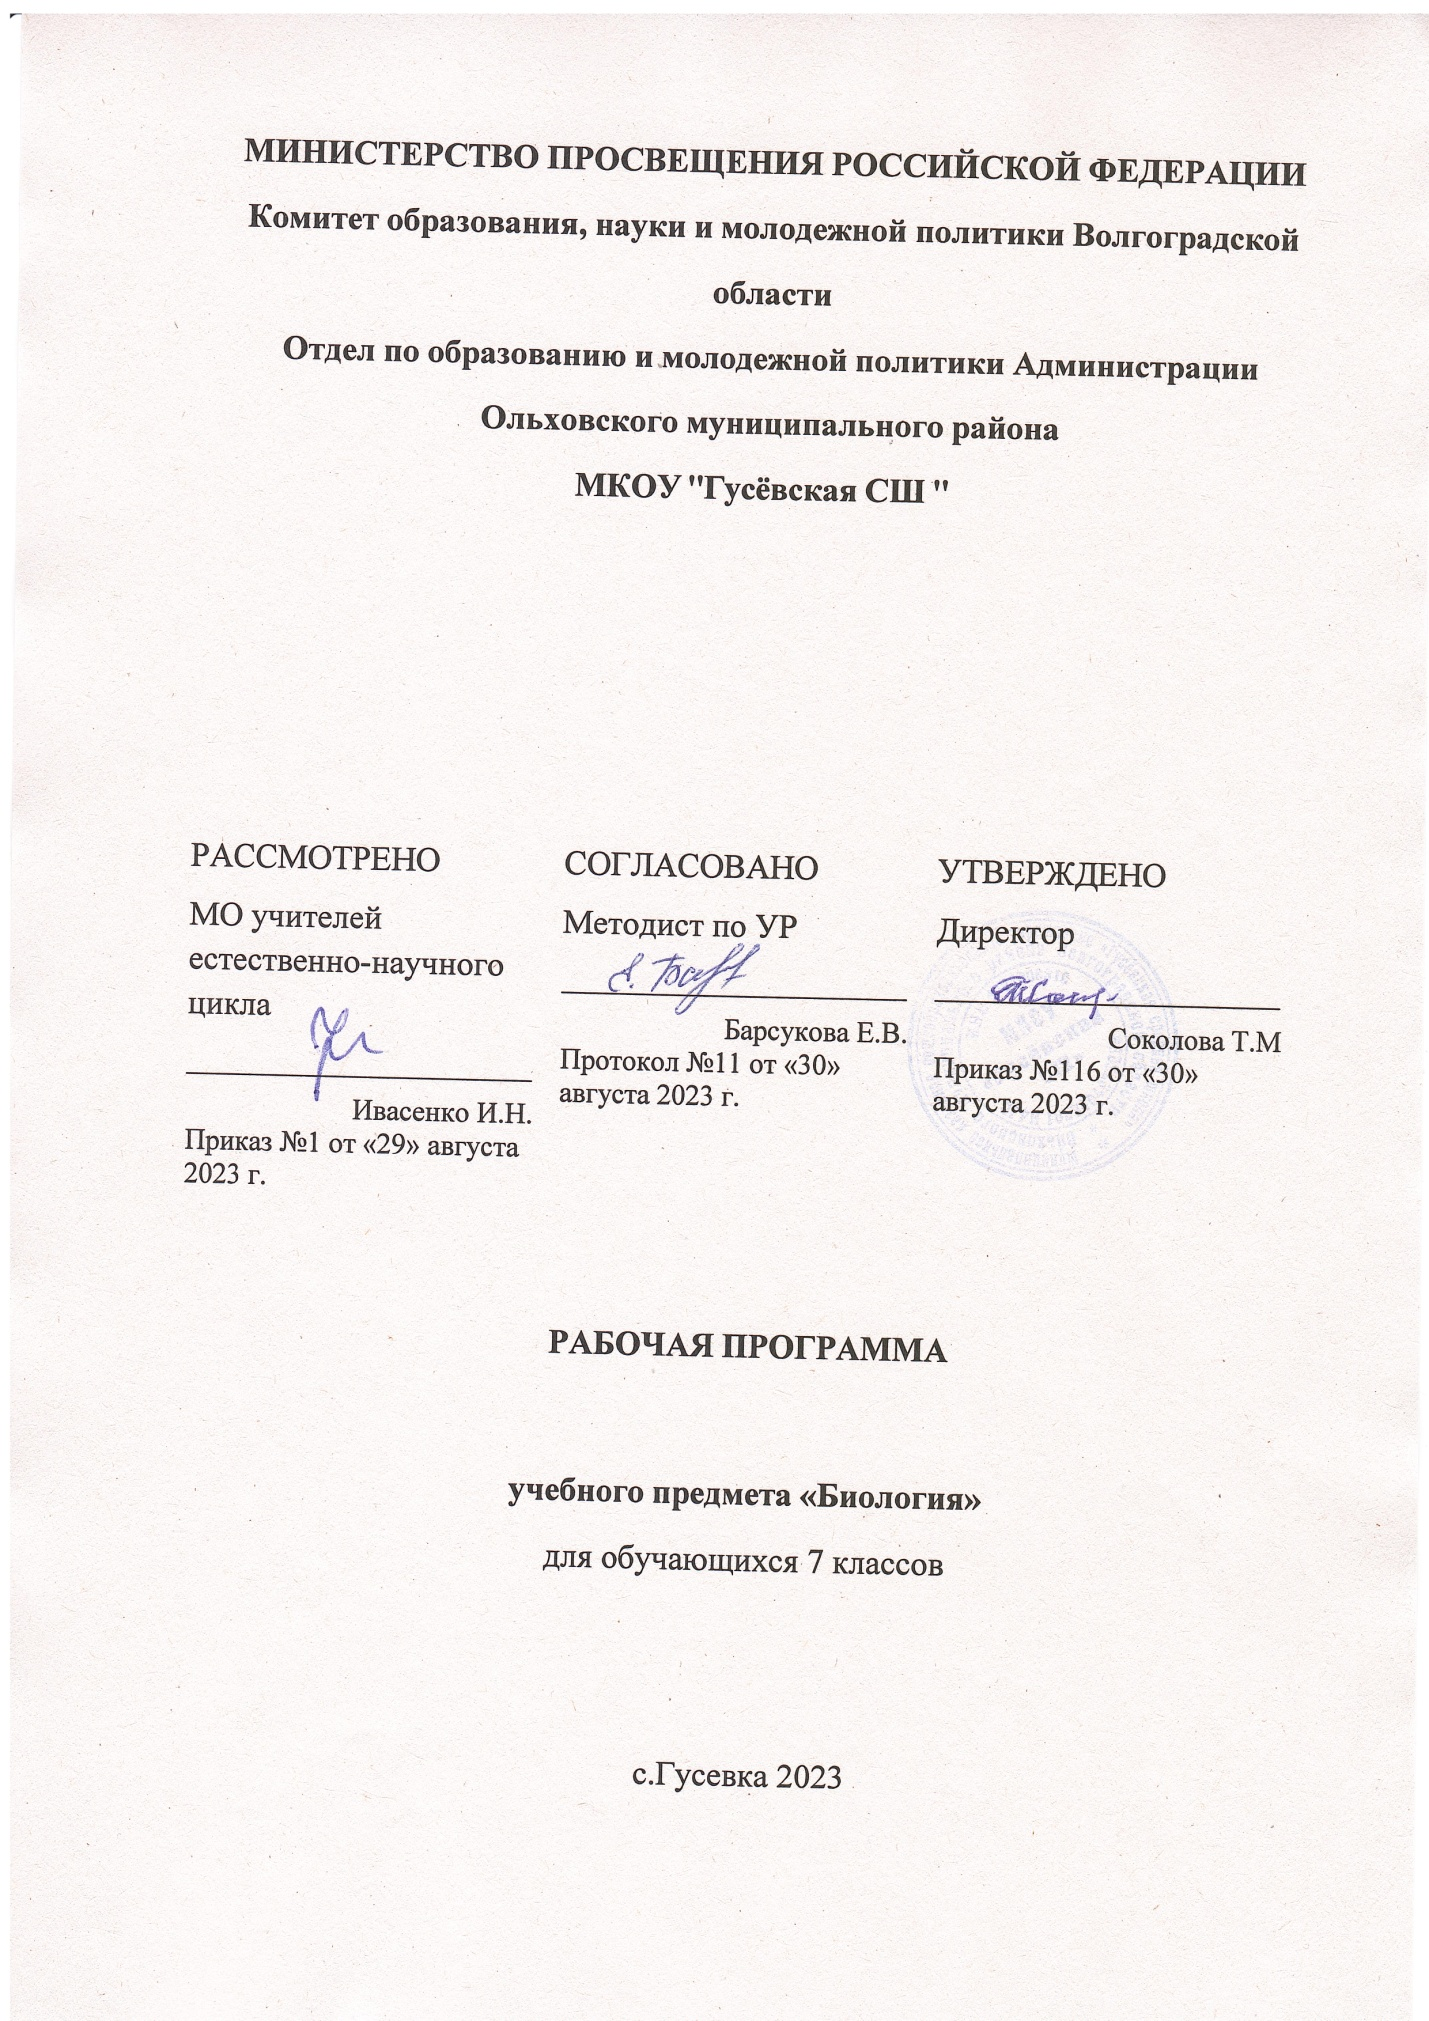 МИНИСТЕРСТВО ПРОСВЕЩЕНИЯ РОССИЙСКОЙ ФЕДЕРАЦИИ
Комитет образования, науки и молодежной политики Волгоградской
области
Отдел по образованию и молодежной политики Администрации
Ольховского муниципального района
МКОУ "Гусёвская СШ "
РАССМОТРЕНО
МО учителей
естественно-научного
цикла
Ивасенко И.Н.
Приказ №1 от «29» августа
2023 г.
СОГЛАСОВАНО
Методист по УР
Барсукова Е.В.
Протокол №11 от «30»
августа 2023 г.
УТВЕРЖДЕНО
Директор
Соколова Т.М
Приказ №116 от «30»
августа 2023 г.
РАБОЧАЯ ПРОГРАММА
учебного предмета «Биология»
для обучающихся 7 классов
с.Гусевка 2023